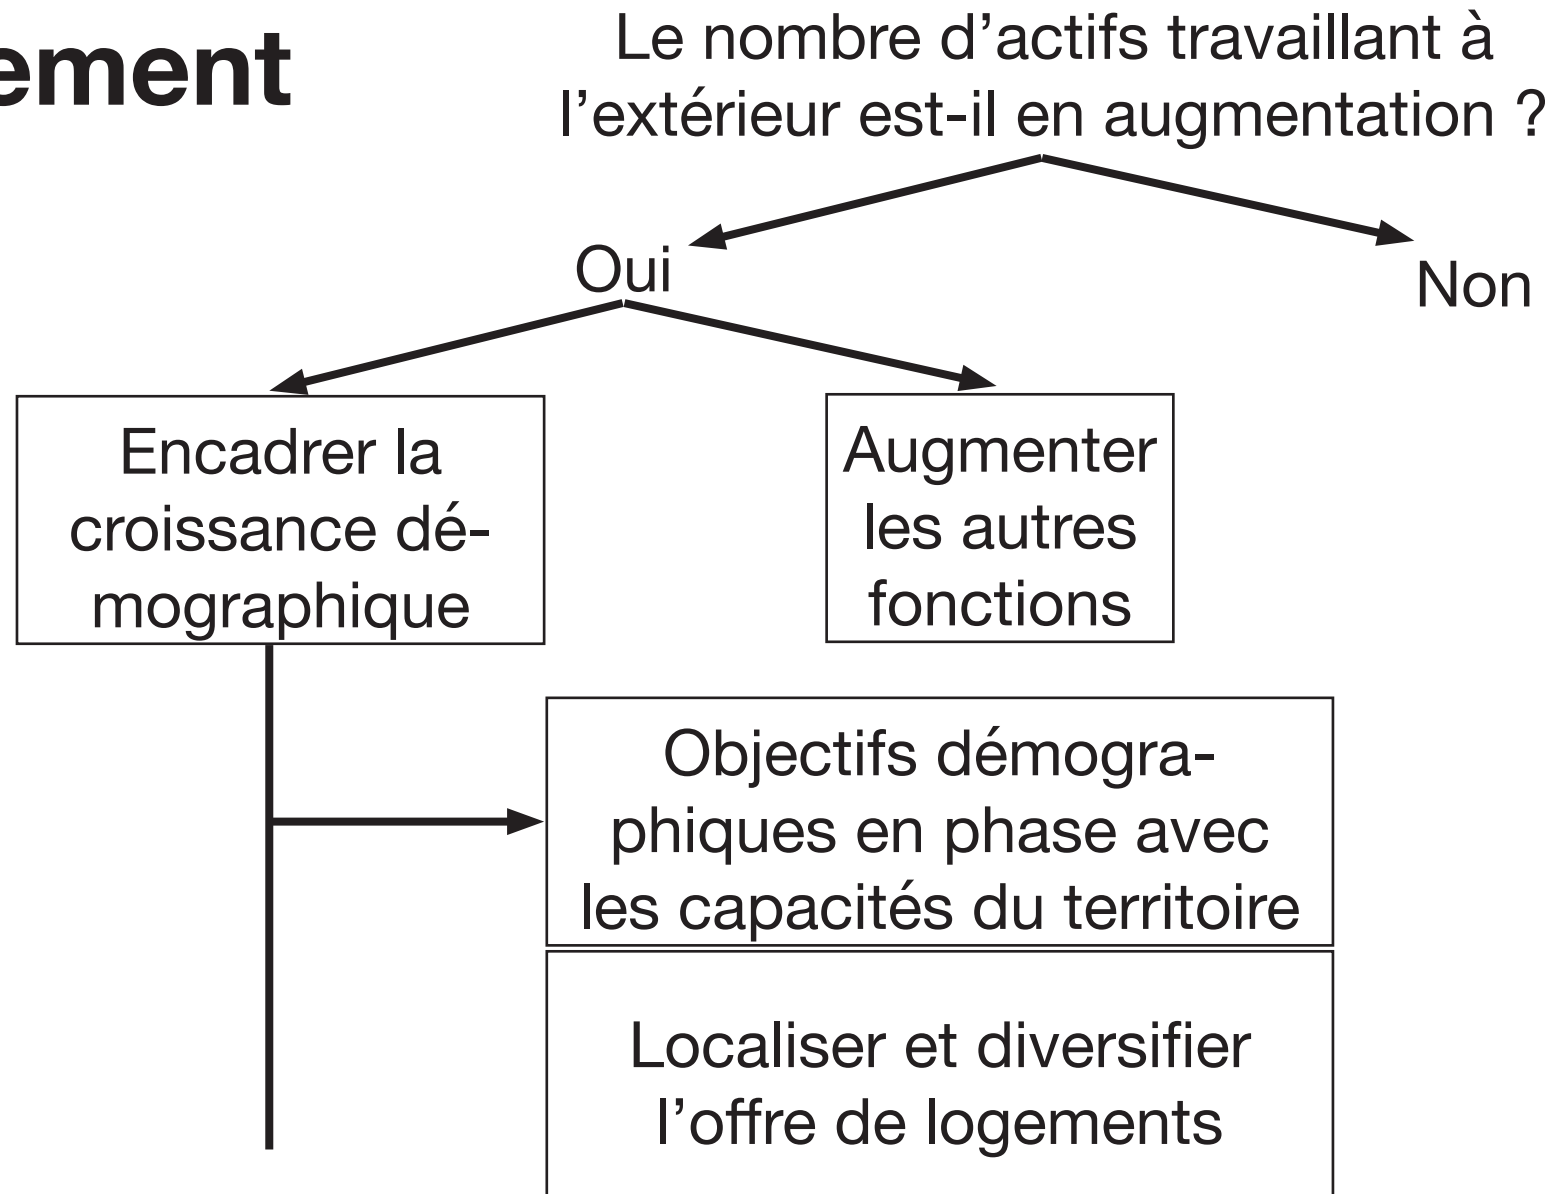 ement
Le nombre d’actifs travaillant à
l’extérieur est-il en augmentation ?
Oui
Non
Encadrer la
croissance dé-
mographique
Augmenter
les autres
fonctions
Objectifs démogra-
phiques en phase avec
les capacités du territoire
Localiser et diversifier
l’offre de logements